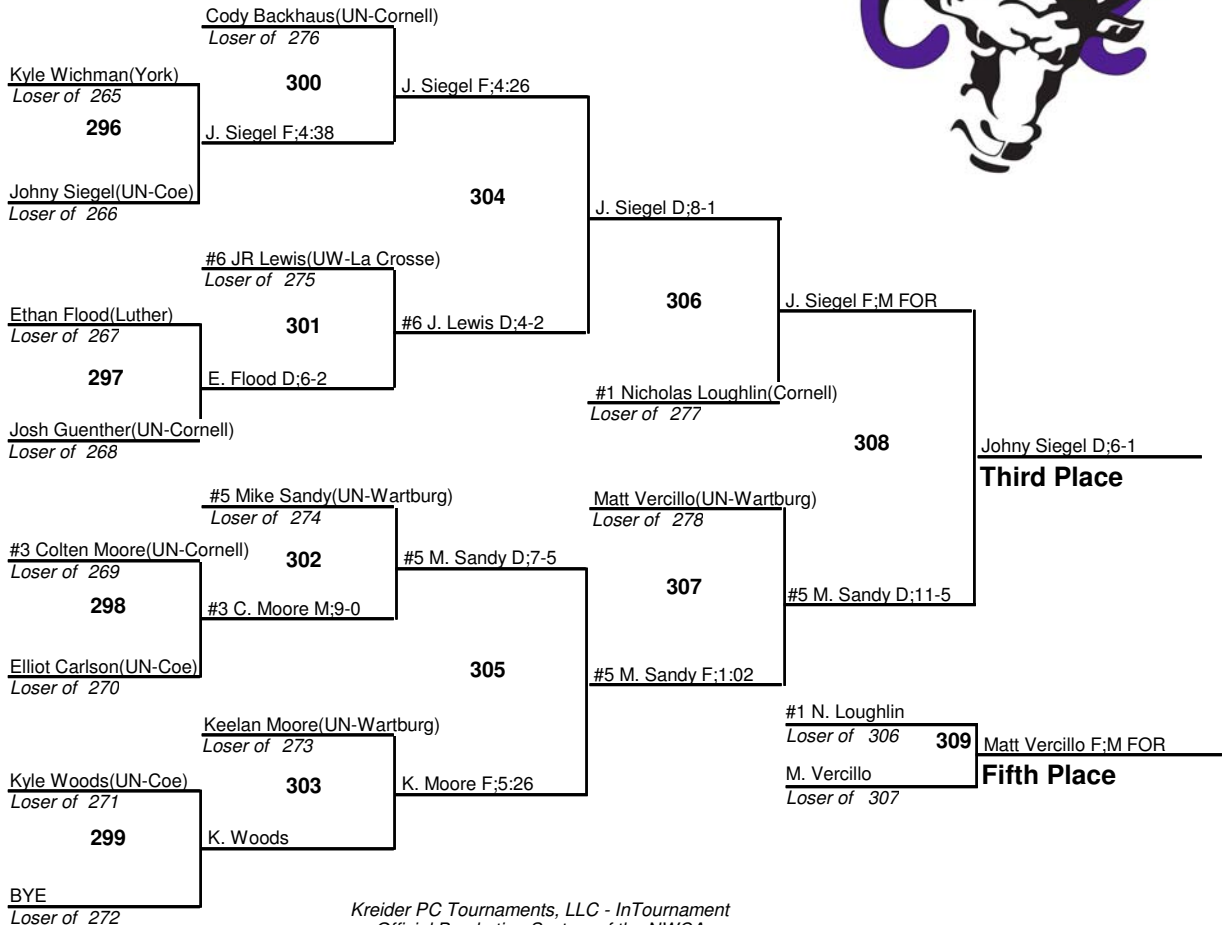 Cody Backhaus(UN-Cornell)
Loser of 276
Kyle Wichman(York)
Loser of 265
300
J. Siegel F;4:26
296
J. Siegel F;4:38
Johny Siegel(UN-Coe)
Loser of 266
304
J. Siegel D;8-1
#6 JR Lewis(UW-La Crosse)
Loser of 275
Ethan Flood(Luther)
Loser of 267
301
#6 J. Lewis D;4-2
306
J. Siegel F;M FOR
297
E. Flood D;6-2
#1 Nicholas Loughlin(Cornell)
Loser of 277
Josh Guenther(UN-Cornell)
Loser of 268
308
Johny Siegel D;6-1
Third Place
#5 Mike Sandy(UN-Wartburg)
Loser of 274
Matt Vercillo(UN-Wartburg)
Loser of 278
#3 Colten Moore(UN-Cornell)
Loser of 269
302
#5 M. Sandy D;7-5
307
298
#3 C. Moore M;9-0
#5 M. Sandy D;11-5
Elliot Carlson(UN-Coe)
Loser of 270
305
#5 M. Sandy F;1:02
Keelan Moore(UN-Wartburg)
Loser of 273
#1 N. Loughlin
Loser of 306
309
Matt Vercillo F;M FOR
Fifth Place
Kyle Woods(UN-Coe)
Loser of 271
303
K. Moore F;5:26
M. Vercillo
Loser of 307
299
K. Woods
BYE
Loser of 272
Kreider PC Tournaments, LLC - InTournament